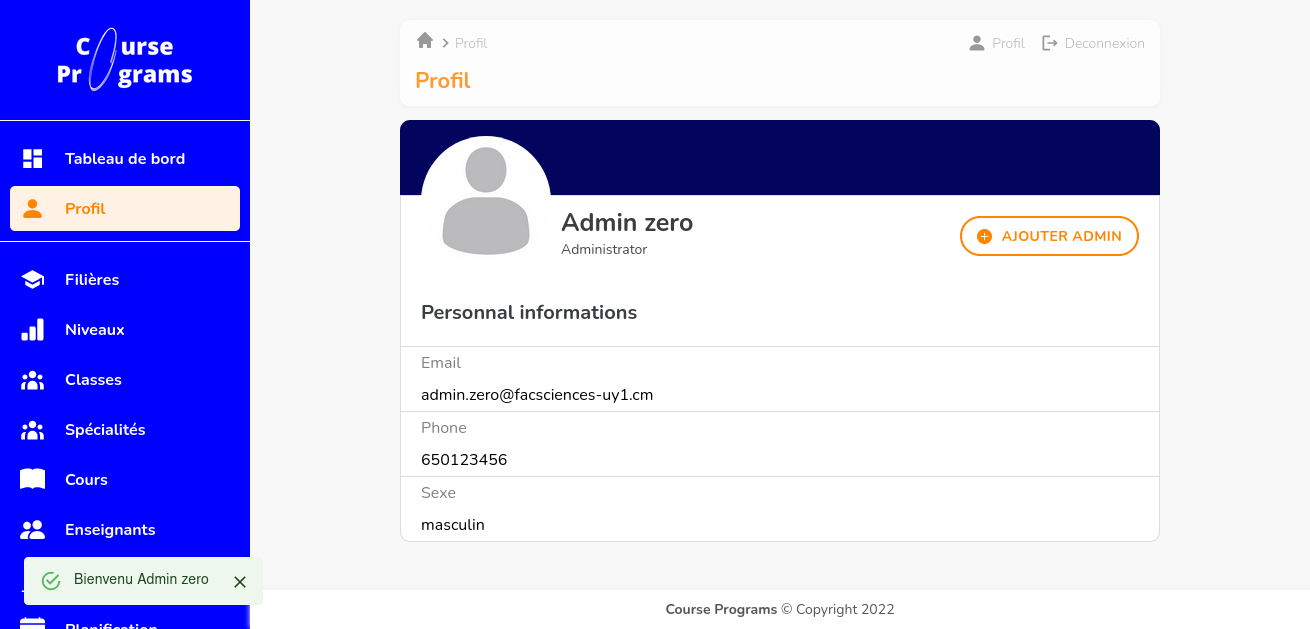 Course
Programs
Tableau de bord
Profil
Filières
Niveaux
Classes
Spécialités
Cours
Enseignants
Planification
Bienvenu Admin zero
Profil
Profil
Deconnexion
Profil
Admin zero
Administrator
AJOUTER ADMIN
Personnal informations
Email
admin.zero@facsciences-uy1.cm
Phone
650123456
Sexe
masculin
Course Programs © Copyright 2022